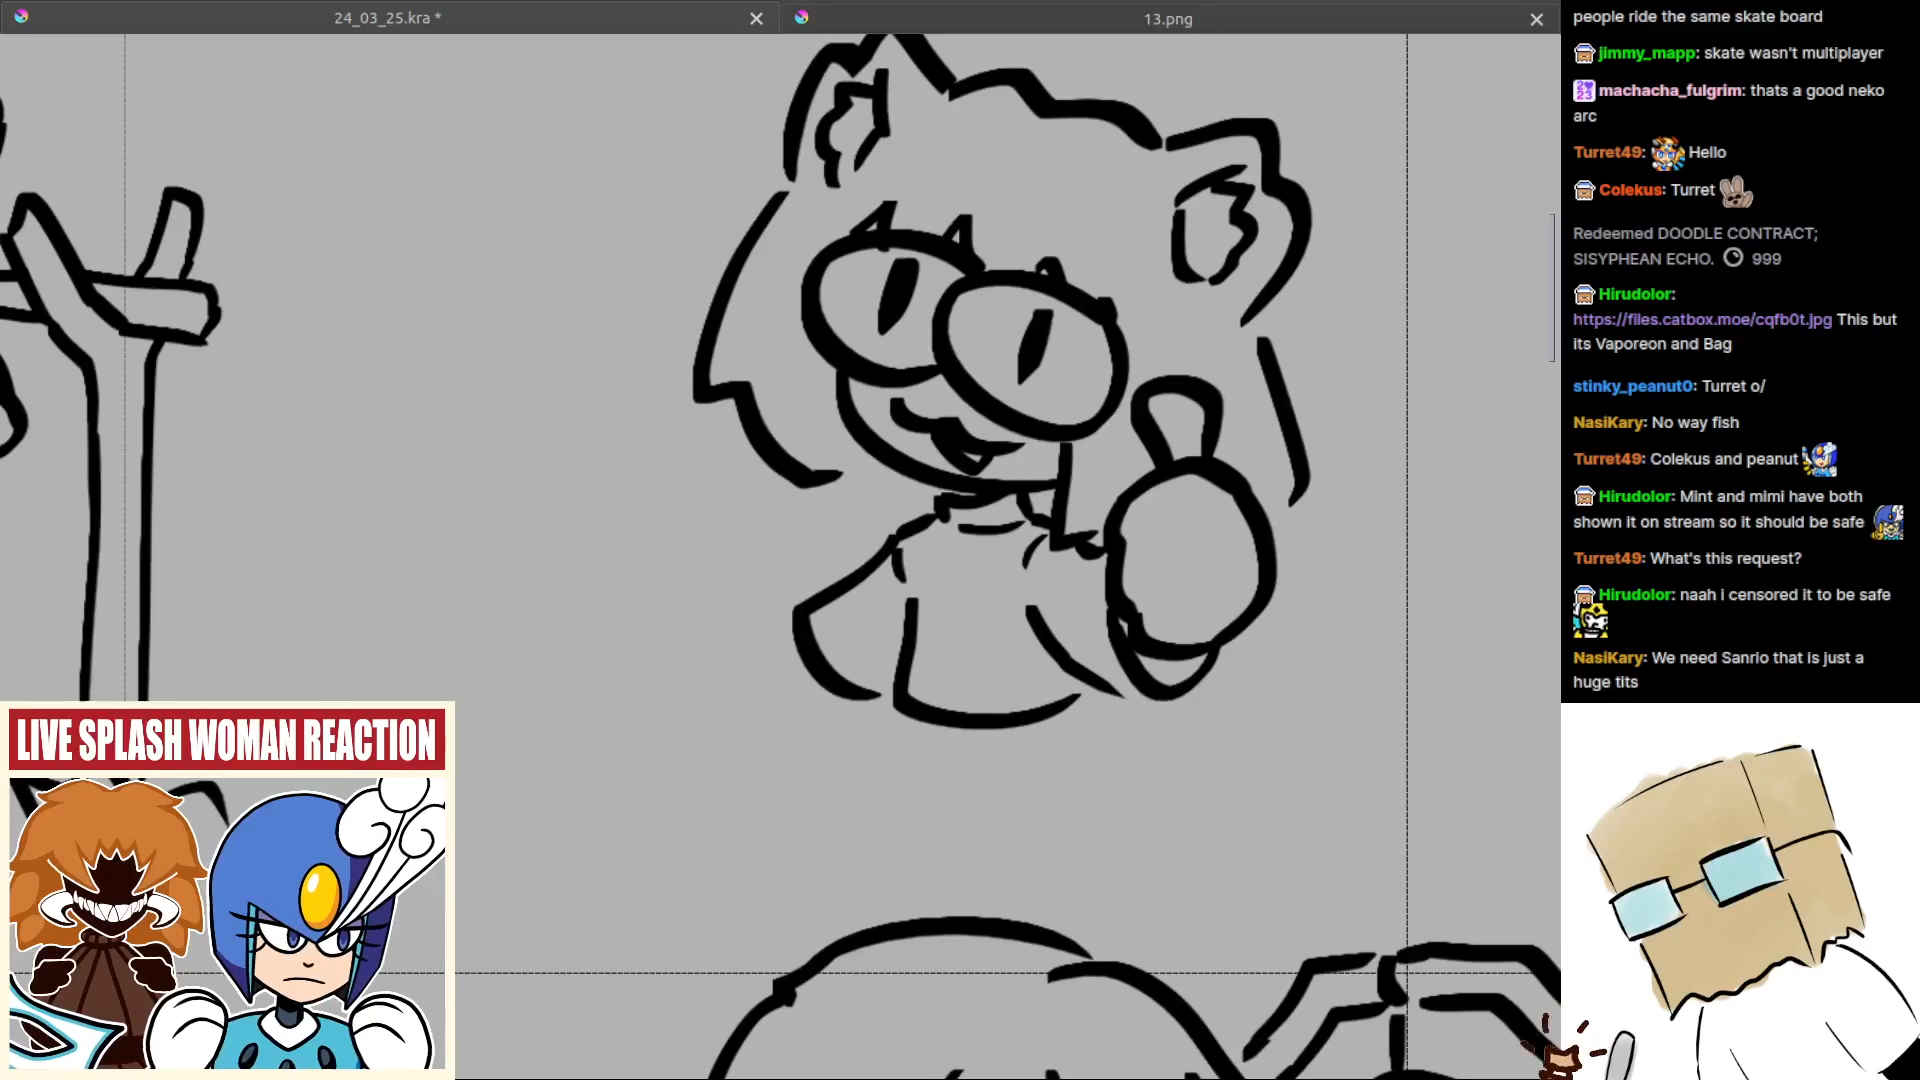 24_03_25.kra *
13.png
people ride the same skate board
jimmy_mapp: skate wasn't multiplayer
machacha_fulgrim: thats a good neko
arc
Turret49: Hello
Colekus: Turret
Redeemed DOODLE CONTRACT;
SISYPHEAN ECHO. 999
Hirudolor:
https://files.catbox.moe/cqfb0t.jpg This but
its Vaporeon and Bag
stinky_peanut0: Turret o/
NasiKary: No way fish
Turret49: Colekus and peanut
Hirudolor: Mint and mimi have both
shown it on stream so it should be safe
Turret49: What's this request?
Hirudolor: naah i censored it to be safe
NasiKary: We need Sanrio that is just a
huge tits
LIVE SPLASH WOMAN REACTION